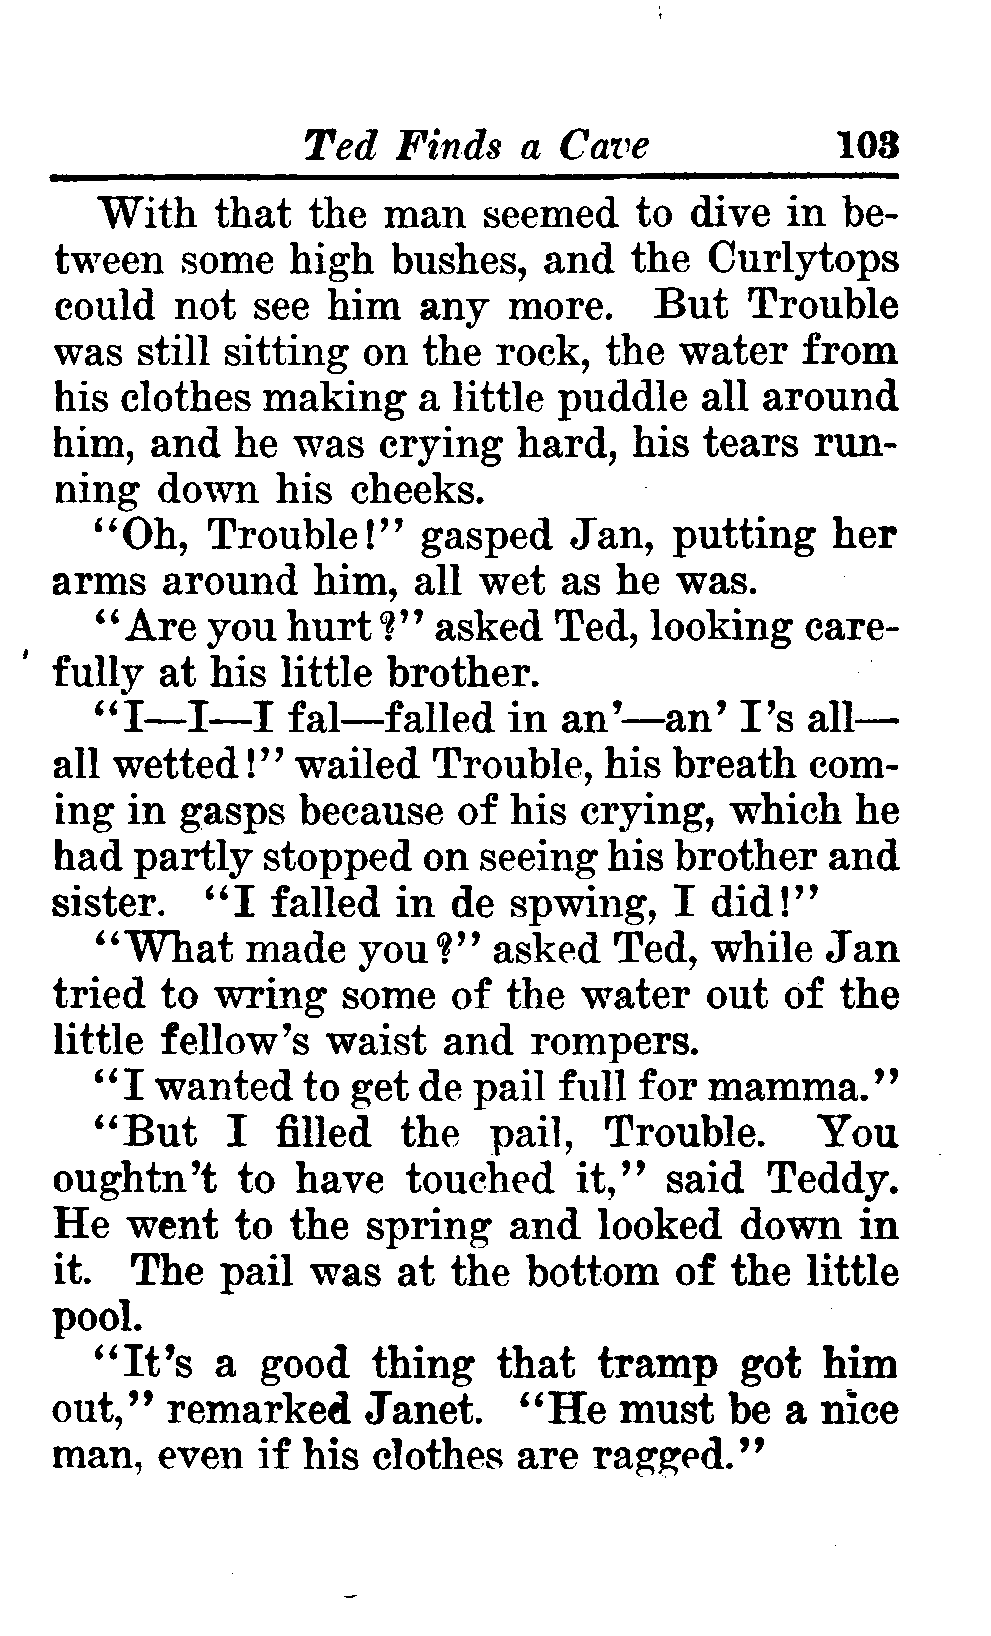 Ted Finds a Cave 103
With that the man seemed to dive in be-
tween some high bushes, and the Curlytops
could not see him any more. But Trouble
was still sitting on the rock, the water from
his clothes making a little puddle all around
him, and he was crying hard, his tears run-
ning down his cheeks.
“Oh, Trouble!” gasped Jan, putting her
arms around him, all wet as he was.
“Are you hurt?” asked Ted, looking care-
fully at his little brother.
“I—I—I fal—falled in an’—an’ I’s all—
all wetted!” wailed Trouble, his breath com-
ing in gasps because of his crying, which he
had partly stopped on seeing his brother and
sister. “I falled in de spwing, I did!”
“What made you?” asked Ted, while Jan
tried to wring some of the water out of the
little fellow’s waist and rompers.
“I wanted to get de pail full for mamma.”
“But I filled the pail, Trouble. You
oughtn’t to have touched it,” said Teddy.
He went to the spring and looked down in
it. The pail was at the bottom of the little
pool.
“It’s a good thing that tramp got him
out,” remarked Janet. “He must be a nice
man, even if his clothes are ragged.”